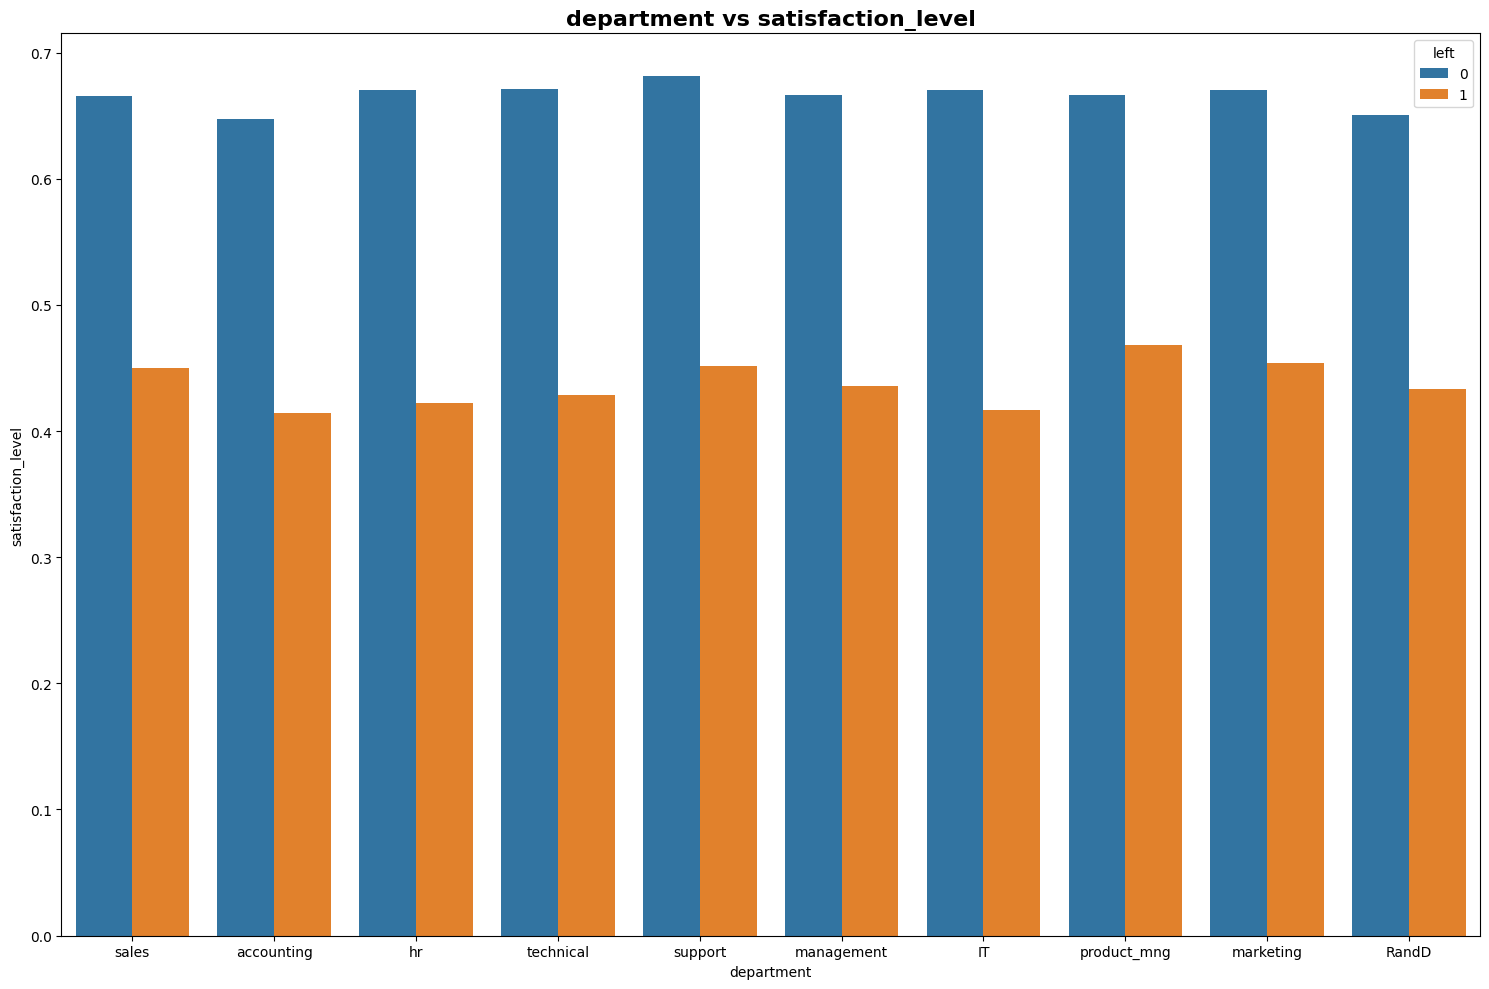 department vs satisfaction_level
left
0
1
0.7
0.6
0.5
0.4
0.3
0.2
0.1
0.0
satisfaction_level
sales accounting hr technical support management IT product_mng marketing RandD
department